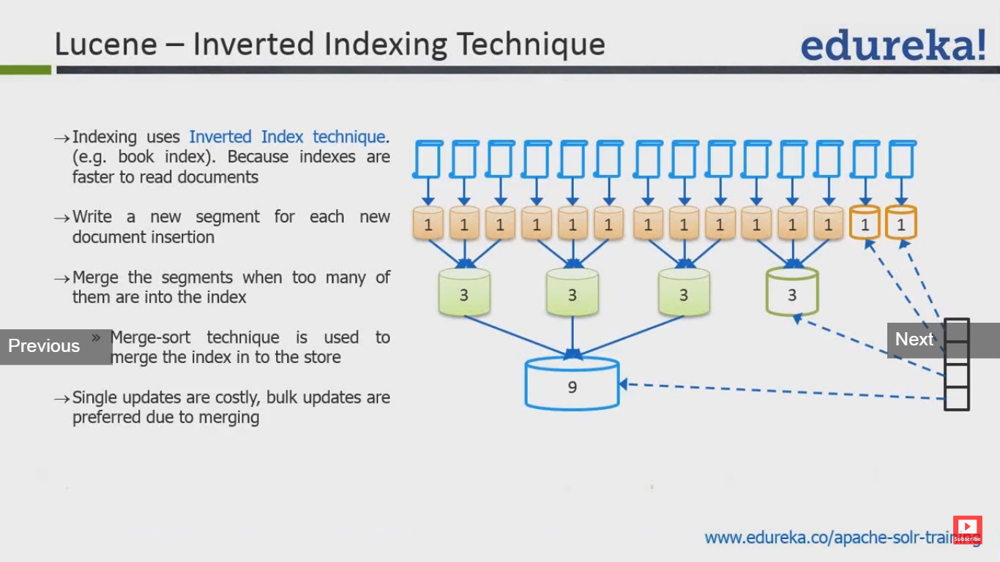 Lucene – Inverted Indexing Technique
edureka!
→Indexing uses Inverted Index technique.
(e.g. book index). Because indexes are
faster to read documents
→Write a new segment for each new
document insertion
→Merge the segments when too many of
them are into the index
» Merge-sort technique is used to
merge the index in to the store
→Single updates are costly, bulk updates are
preferred due to merging
1 1 1 1 1 1 1 1 1 1 1 1 1 1
3 3 3 3
9
Previous
Next
Subscribe
www.edureka.co/apache-solr-training